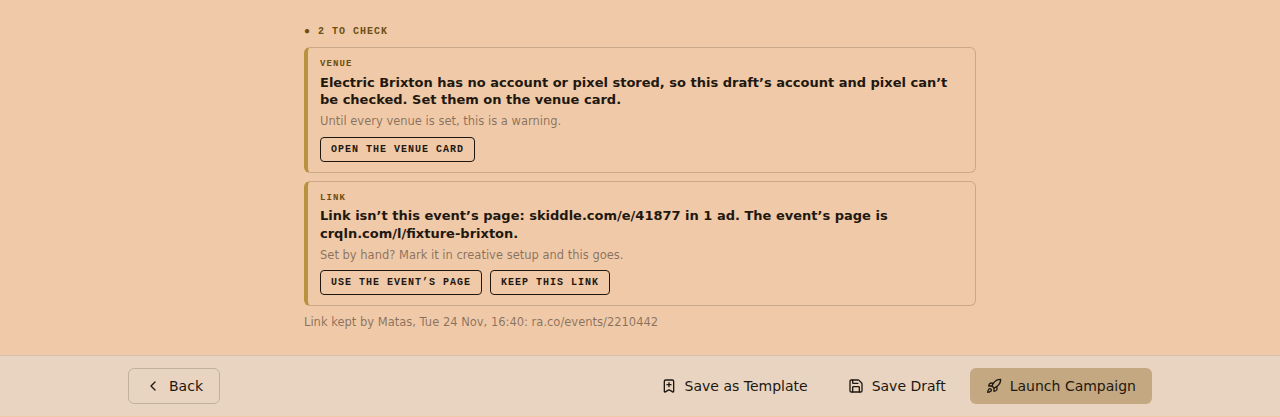 ● 2 TO CHECK
VENUE
Electric Brixton has no account or pixel stored, so this draft’s account and pixel can’t
be checked. Set them on the venue card.
Until every venue is set, this is a warning.
OPEN THE VENUE CARD
LINK
Link isn’t this event’s page: skiddle.com/e/41877 in 1 ad. The event’s page is
crqln.com/l/fixture-brixton.
Set by hand? Mark it in creative setup and this goes.
USE THE EVENT’S PAGE KEEP THIS LINK
Link kept by Matas, Tue 24 Nov, 16:40: ra.co/events/2210442
Back Save as Template Save Draft Launch Campaign